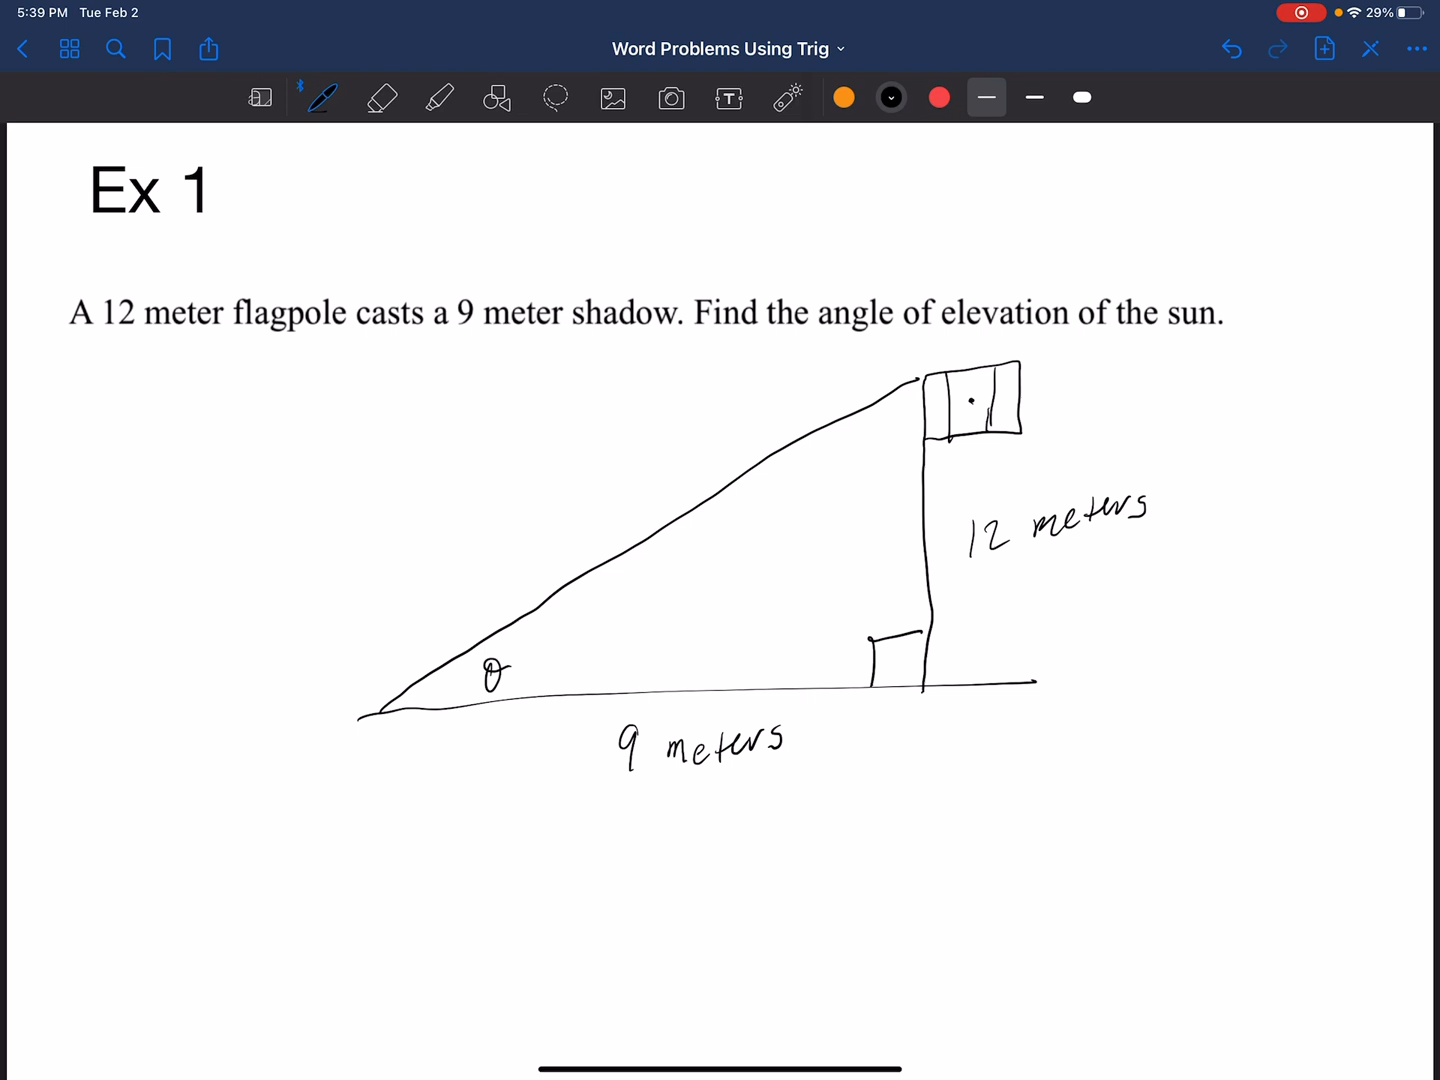 5:39 PM Tue Feb 2
29%
Word Problems Using Trig
T
Ex 1
A 12 meter flagpole casts a 9 meter shadow. Find the angle of elevation of the sun.
12 meters
θ
9 meters